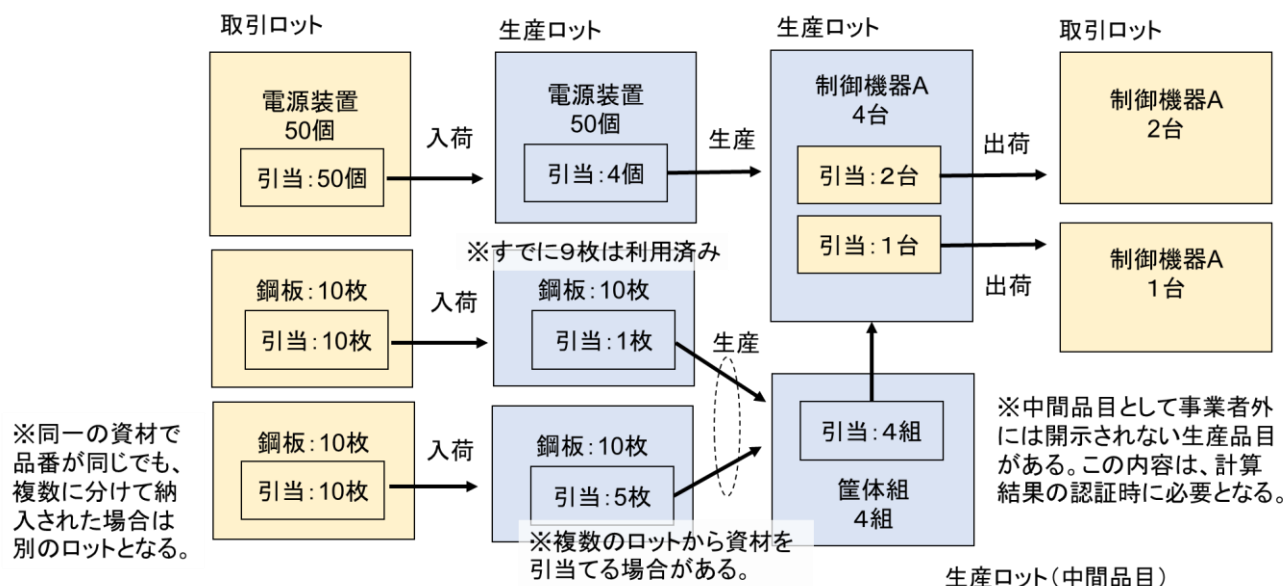 取引ロット
電源装置
50個
引当：50個
入荷
生産ロット
電源装置
50個
引当：4個
生産
生産ロット
制御機器A
4台
引当：２台
引当：１台
出荷
出荷
取引ロット
制御機器A
２台
制御機器A
１台
※すでに９枚は利用済み
鋼板：10枚
引当：10枚
入荷
鋼板：10枚
引当：1枚
生産
鋼板：10枚
引当：10枚
入荷
鋼板：10枚
引当：5枚
引当：4組
筐体組
4組
生産ロット（中間品目）
※同一の資材で
品番が同じでも、
複数に分けて納
入された場合は
別のロットとなる。
※複数のロットから資材を
引当てる場合がある。
※中間品目として事業者外
には開示されない生産品目
がある。この内容は、計算
結果の認証時に必要となる。